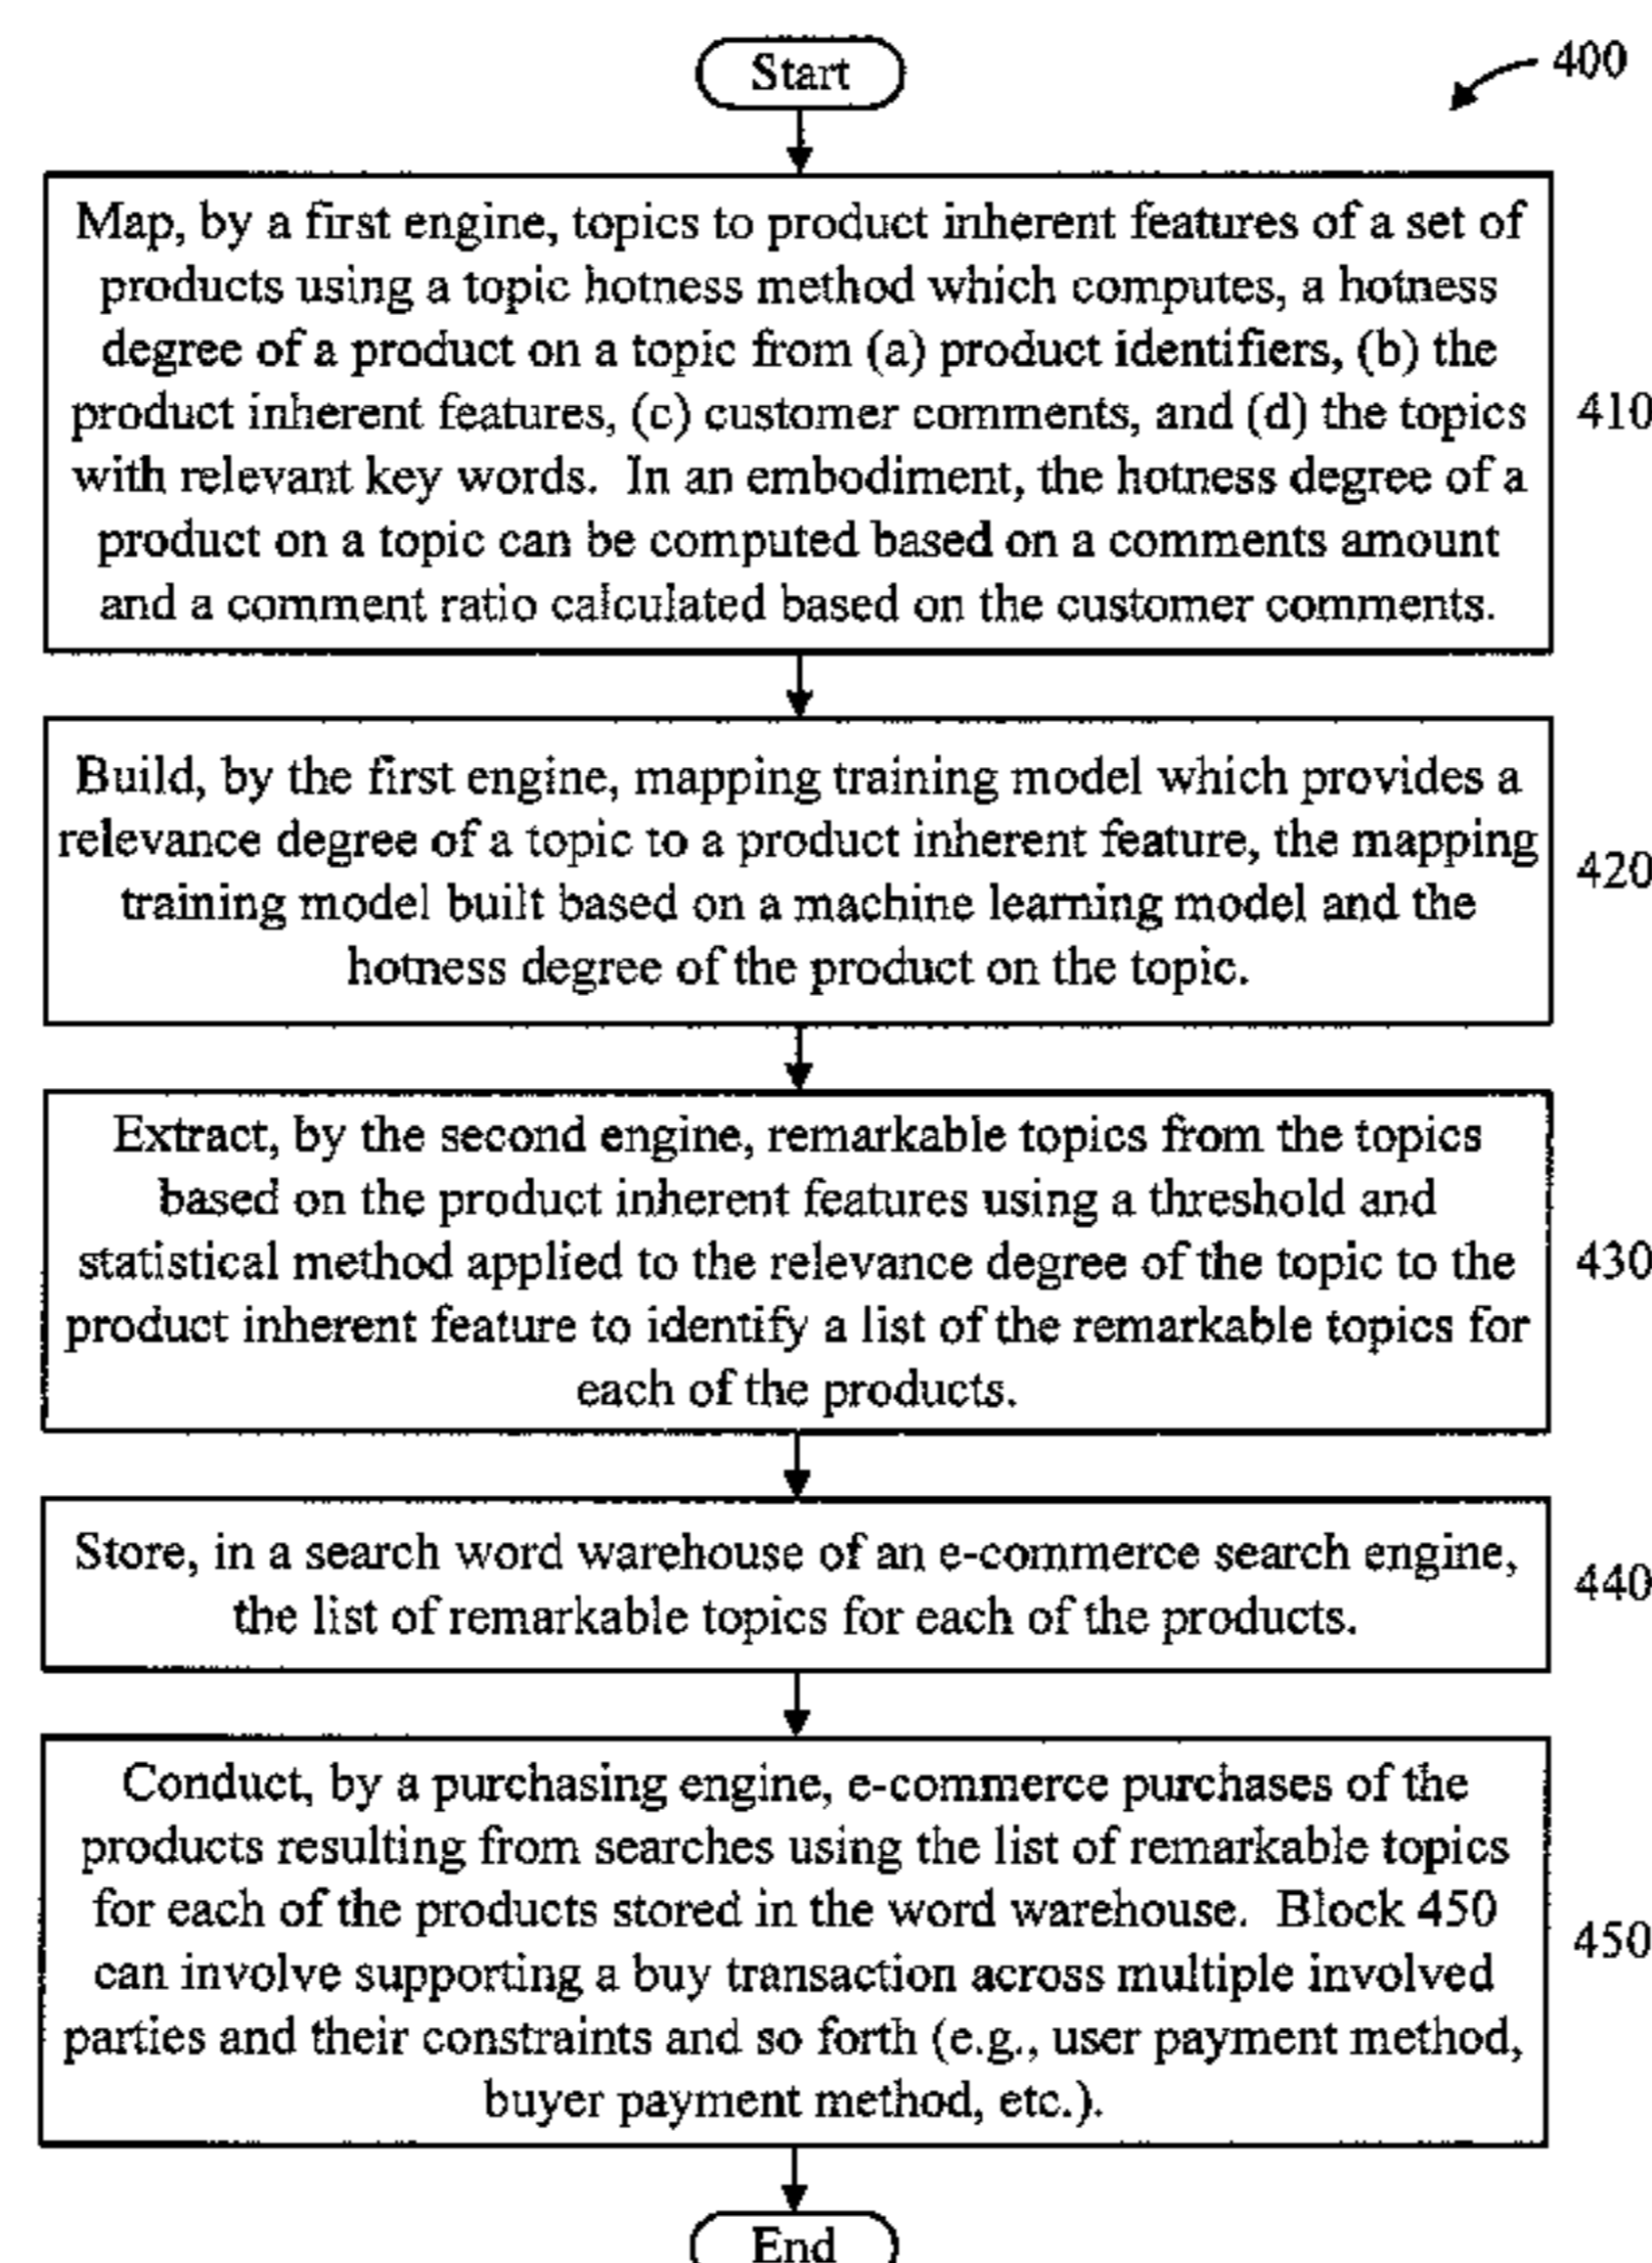 Start
400
Map, by a first engine, topics to product inherent features of a set of
products using a topic hotness method which computes, a hotness
degree of a product on a topic from (a) product identifiers, (b) the
product inherent features, (c) customer comments, and (d) the topics
with relevant key words. In an embodiment, the hotness degree of a
product on a topic can be computed based on a comments amount
and a comment ratio calculated based on the customer comments.
410
Build, by the first engine, mapping training model which provides a
relevance degree of a topic to a product inherent feature, the mapping
training model built based on a machine learning model and the
hotness degree of the product on the topic.
420
Extract, by the second engine, remarkable topics from the topics
based on the product inherent features using a threshold and
statistical method applied to the relevance degree of the topic to the
product inherent feature to identify a list of the remarkable topics for
each of the products.
430
Store, in a search word warehouse of an e-commerce search engine,
the list of remarkable topics for each of the products.
440
Conduct, by a purchasing engine, e-commerce purchases of the
products resulting from searches using the list of remarkable topics
for each of the products stored in the word warehouse. Block 450
can involve supporting a buy transaction across multiple involved
parties and their constraints and so forth (e.g., user payment method,
buyer payment method, etc.).
450
End